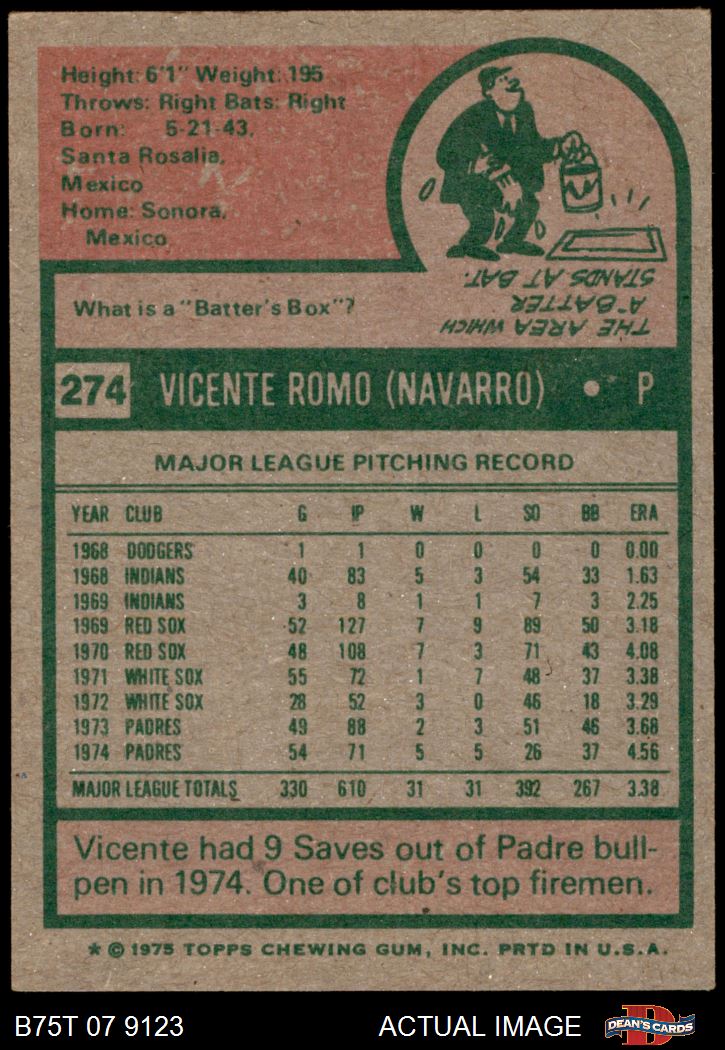 Height: 6'1" Weight: 195
Throws: Right Bats: Right
Born: 5-21-43,
Santa Rosalia,
Mexico
Home: Sonora,
Mexico
What is a "Batter's Box"?
THE AREA WHICH
A BATTER
STANDS AT BAT.
274 VICENTE ROMO (NAVARRO) • P
MAJOR LEAGUE PITCHING RECORD
YEAR CLUB G IP W L SO BB ERA
1968 DODGERS 1 1 0 0 0 0 0.00
1968 INDIANS 40 83 5 3 54 33 1.63
1969 INDIANS 3 8 1 1 7 3 2.25
1969 RED SOX 52 127 7 9 89 50 3.18
1970 RED SOX 48 108 7 3 71 43 4.08
1971 WHITE SOX 55 72 1 7 48 37 3.38
1972 WHITE SOX 28 52 3 0 46 18 3.29
1973 PADRES 49 88 2 3 51 46 3.68
1974 PADRES 54 71 5 5 26 37 4.56
MAJOR LEAGUE TOTALS 330 610 31 31 392 267 3.38
Vicente had 9 Saves out of Padre bull-
pen in 1974. One of club's top firemen.
* © 1975 TOPPS CHEWING GUM, INC. PRTD IN U.S.A.
B75T 07 9123 ACTUAL IMAGE DEAN'S CARDS